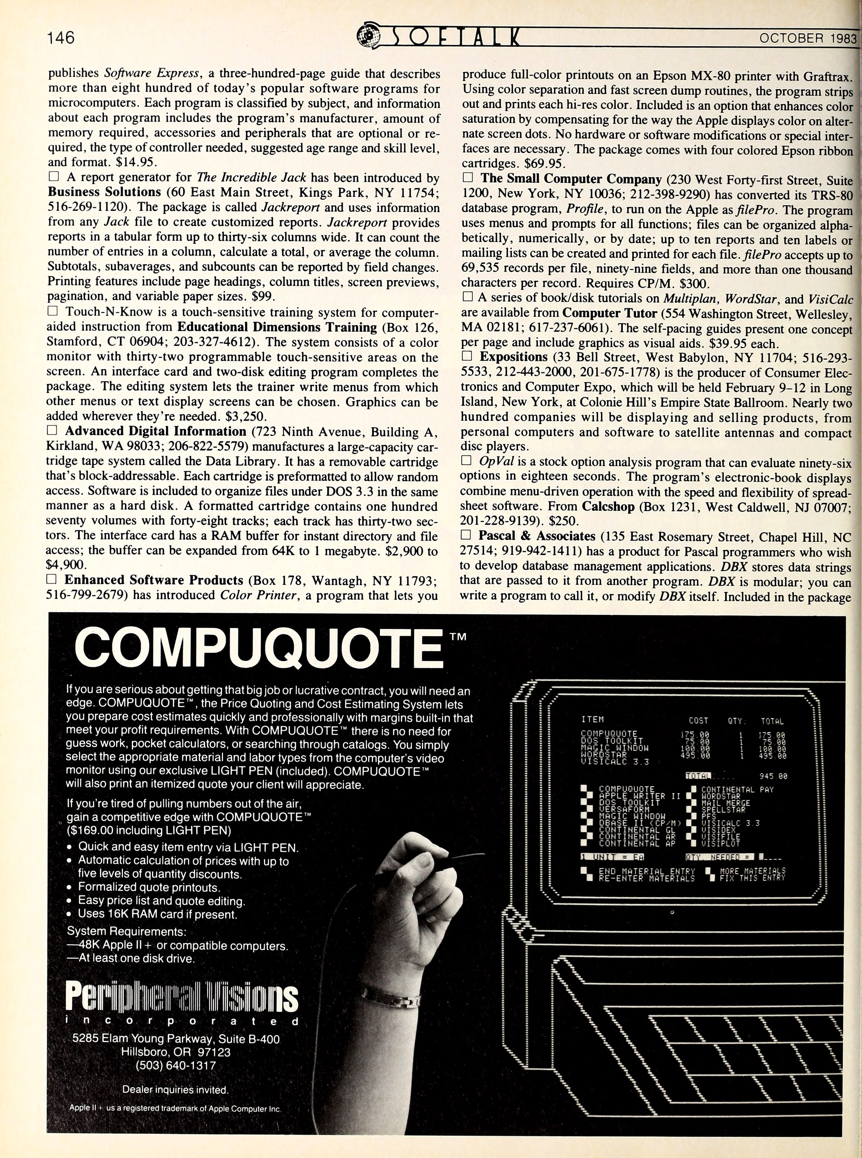 146
SOFTALK
OCTOBER 1983
publishes Software Express, a three-hundred-page guide that describes
more than eight hundred of today's popular software programs for
microcomputers. Each program is classified by subject, and information
about each program includes the program's manufacturer, amount of
memory required, accessories and peripherals that are optional or re-
quired, the type of controller needed, suggested age range and skill level,
and format. $14.95.
☐ A report generator for The Incredible Jack has been introduced by
Business Solutions (60 East Main Street, Kings Park, NY 11754;
516-269-1120). The package is called Jackreport and uses information
from any Jack file to create customized reports. Jackreport provides
reports in a tabular form up to thirty-six columns wide. It can count the
number of entries in a column, calculate a total, or average the column.
Subtotals, subaverages, and subcounts can be reported by field changes.
Printing features include page headings, column titles, screen previews,
pagination, and variable paper sizes. $99.
☐ Touch-N-Know is a touch-sensitive training system for computer-
aided instruction from Educational Dimensions Training (Box 126,
Stamford, CT 06904; 203-327-4612). The system consists of a color
monitor with thirty-two programmable touch-sensitive areas on the
screen. An interface card and two-disk editing program completes the
package. The editing system lets the trainer write menus from which
other menus or text display screens can be chosen. Graphics can be
added wherever they're needed. $3,250.
☐ Advanced Digital Information (723 Ninth Avenue, Building A,
Kirkland, WA 98033; 206-822-5579) manufactures a large-capacity car-
tridge tape system called the Data Library. It has a removable cartridge
that's block-addressable. Each cartridge is preformatted to allow random
access. Software is included to organize files under DOS 3.3 in the same
manner as a hard disk. A formatted cartridge contains one hundred
seventy volumes with forty-eight tracks; each track has thirty-two sec-
tors. The interface card has a RAM buffer for instant directory and file
access; the buffer can be expanded from 64K to 1 megabyte. $2,900 to
$4,900.
☐ Enhanced Software Products (Box 178, Wantagh, NY 11793;
516-799-2679) has introduced Color Printer, a program that lets you
produce full-color printouts on an Epson MX-80 printer with Graftrax.
Using color separation and fast screen dump routines, the program strips
out and prints each hi-res color. Included is an option that enhances color
saturation by compensating for the way the Apple displays color on alter-
nate screen dots. No hardware or software modifications or special inter-
faces are necessary. The package comes with four colored Epson ribbon
cartridges. $69.95.
☐ The Small Computer Company (230 West Forty-first Street, Suite
1200, New York, NY 10036; 212-398-9290) has converted its TRS-80
database program, Profile, to run on the Apple as filePro. The program
uses menus and prompts for all functions; files can be organized alpha-
betically, numerically, or by date; up to ten reports and ten labels or
mailing lists can be created and printed for each file. filePro accepts up to
69,535 records per file, ninety-nine fields, and more than one thousand
characters per record. Requires CP/M. $300.
☐ A series of book/disk tutorials on Multiplan, WordStar, and VisiCalc
are available from Computer Tutor (554 Washington Street, Wellesley,
MA 02181; 617-237-6061). The self-pacing guides present one concept
per page and include graphics as visual aids. $39.95 each.
☐ Expositions (33 Bell Street, West Babylon, NY 11704; 516-293-
5533, 212-443-2000, 201-675-1778) is the producer of Consumer Elec-
tronics and Computer Expo, which will be held February 9–12 in Long
Island, New York, at Colonie Hill's Empire State Ballroom. Nearly two
hundred companies will be displaying and selling products, from
personal computers and software to satellite antennas and compact
disc players.
☐ OpVal is a stock option analysis program that can evaluate ninety-six
options in eighteen seconds. The program's electronic-book displays
combine menu-driven operation with the speed and flexibility of spread-
sheet software. From Calcshop (Box 1231, West Caldwell, NJ 07007;
201-228-9139). $250.
☐ Pascal & Associates (135 East Rosemary Street, Chapel Hill, NC
27514; 919-942-1411) has a product for Pascal programmers who wish
to develop database management applications. DBX stores data strings
that are passed to it from another program. DBX is modular; you can
write a program to call it, or modify DBX itself. Included in the package
COMPUQUOTE™
If you are serious about getting that big job or lucrative contract, you will need an
edge. COMPUQUOTE™, the Price Quoting and Cost Estimating System lets
you prepare cost estimates quickly and professionally with margins built-in that
meet your profit requirements. With COMPUQUOTE™ there is no need for
guess work, pocket calculators, or searching through catalogs. You simply
select the appropriate material and labor types from the computer's video
monitor using our exclusive LIGHT PEN (included). COMPUQUOTE™
will also print an itemized quote your client will appreciate.
If you're tired of pulling numbers out of the air,
gain a competitive edge with COMPUQUOTE™
($169.00 including LIGHT PEN)
• Quick and easy item entry via LIGHT PEN.
• Automatic calculation of prices with up to
five levels of quantity discounts.
• Formalized quote printouts.
• Easy price list and quote editing.
• Uses 16K RAM card if present.
System Requirements:
—48K Apple II + or compatible computers.
—At least one disk drive.
Peripheral Visions
incorporated
5285 Elam Young Parkway, Suite B-400
Hillsboro, OR 97123
(503) 640-1317
Dealer inquiries invited.
Apple II + us a registered trademark of Apple Computer Inc.
ITEM COST QTY. TOTAL
COMPUQUOTE 175.00 1 175.00
DOS TOOLKIT 75.00 1 75.00
MAGIC WINDOW 100.00 1 100.00
WORDSTAR 495.00 1 495.00
VISICALC 3.3
TOTAL..... 945.00
COMPUQUOTE CONTINENTAL PAY
APPLE WRITER II WORDSTAR
DOS TOOLKIT MAIL MERGE
VERSAFORM SPELLSTAR
MAGIC WINDOW PFS
DBASE II (CP/M) VISICALC 3.3
CONTINENTAL GL VISIDEX
CONTINENTAL AR VISIFILE
CONTINENTAL AP VISIPLOT
1 UNIT = EA QTY. NEEDED =
END MATERIAL ENTRY MORE MATERIALS
RE-ENTER MATERIALS FIX THIS ENTRY